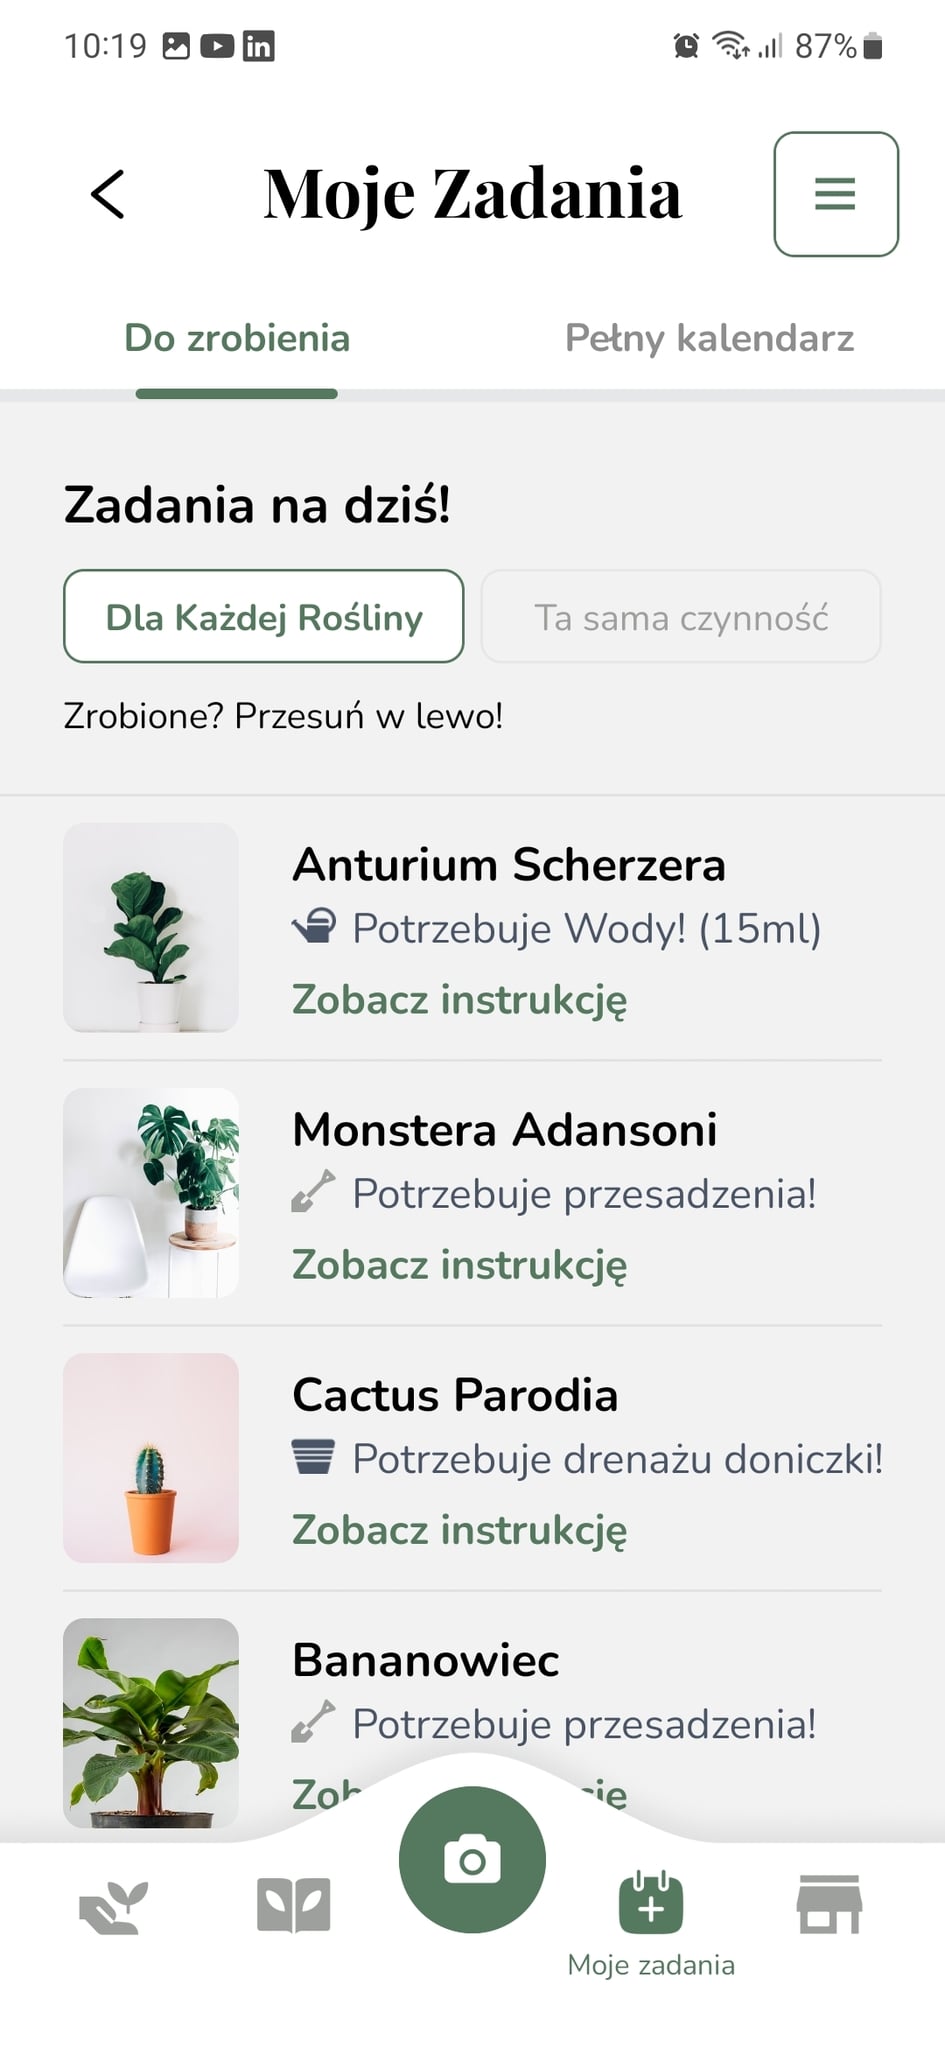 10:19
87%
Moje Zadania
Do zrobienia
Pełny kalendarz
Zadania na dziś!
Dla Każdej Rośliny
Ta sama czynność
Zrobione? Przesuń w lewo!
Anturium Scherzera
Potrzebuje Wody! (15ml)
Zobacz instrukcję
Monstera Adansoni
Potrzebuje przesadzenia!
Zobacz instrukcję
Cactus Parodia
Potrzebuje drenażu doniczki!
Zobacz instrukcję
Bananowiec
Potrzebuje przesadzenia!
Moje zadania